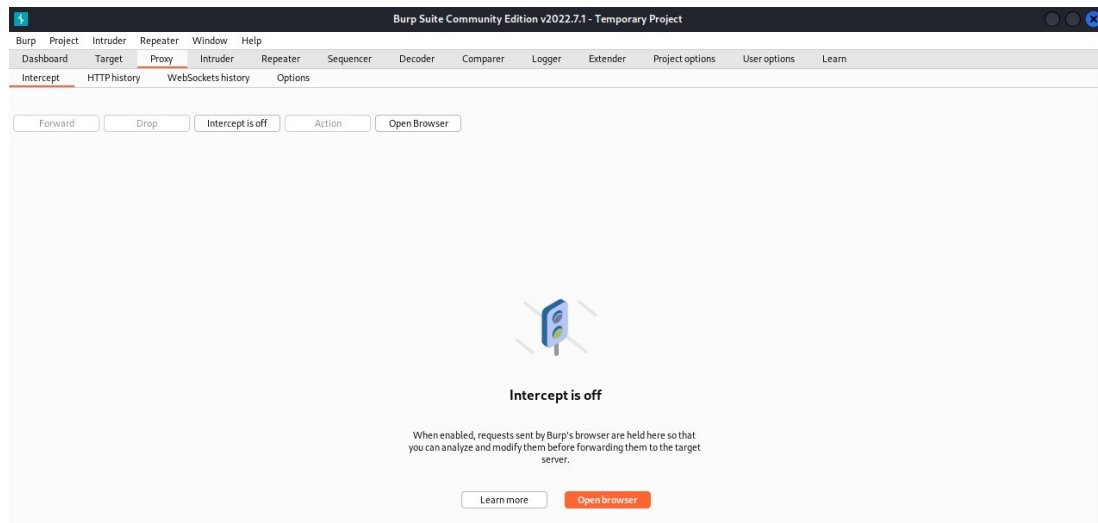 Burp Suite Community Edition v2022.7.1 - Temporary Project
Burp Project Intruder Repeater Window Help
Dashboard Target Proxy Intruder Repeater Sequencer Decoder Comparer Logger Extender Project options User options Learn
Intercept HTTP history WebSockets history Options
Forward Drop Intercept is off Action Open Browser
Intercept is off
When enabled, requests sent by Burp's browser are held here so that
you can analyze and modify them before forwarding them to the target
server.
Learn more Open browser